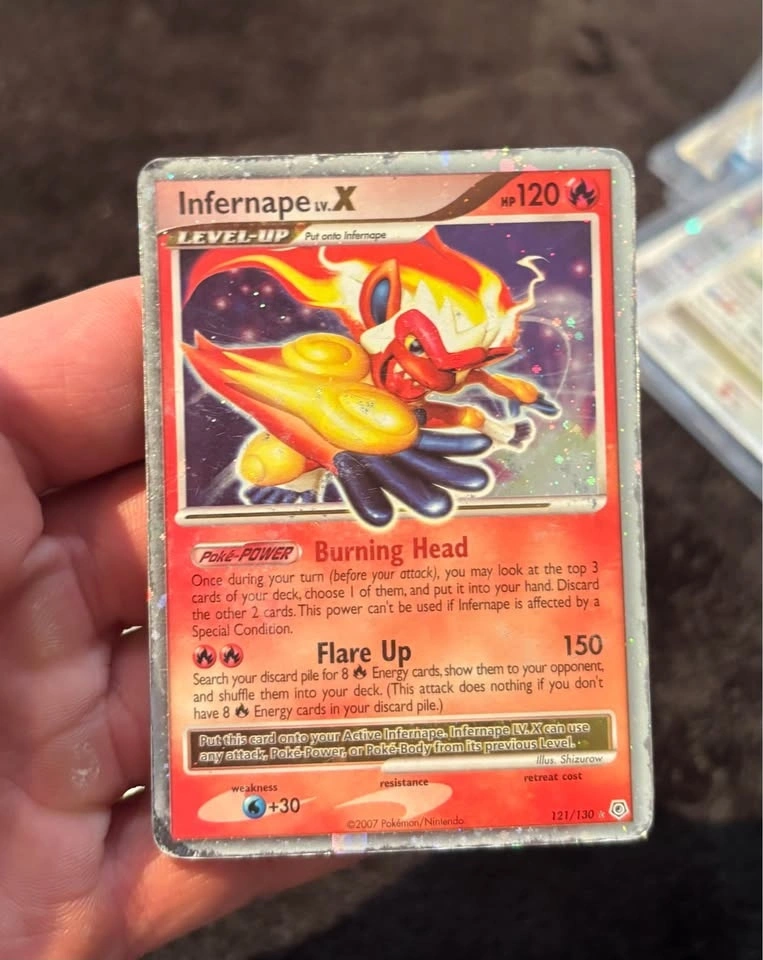 Infernape LV.X HP 120
LEVEL-UP Put onto Infernape
Poké-POWER Burning Head
Once during your turn (before your attack), you may look at the top 3
cards of your deck, choose 1 of them, and put it into your hand. Discard
the other 2 cards. This power can't be used if Infernape is affected by a
Special Condition.
Flare Up 150
Search your discard pile for 8 Energy cards, show them to your opponent,
and shuffle them into your deck. (This attack does nothing if you don't
have 8 Energy cards in your discard pile.)
Put this card onto your Active Infernape. Infernape LV.X can use
any attack, Poké-Power, or Poké-Body from its previous Level.
Illus. Shizurow
weakness resistance retreat cost
+30
©2007 Pokémon/Nintendo 121/130